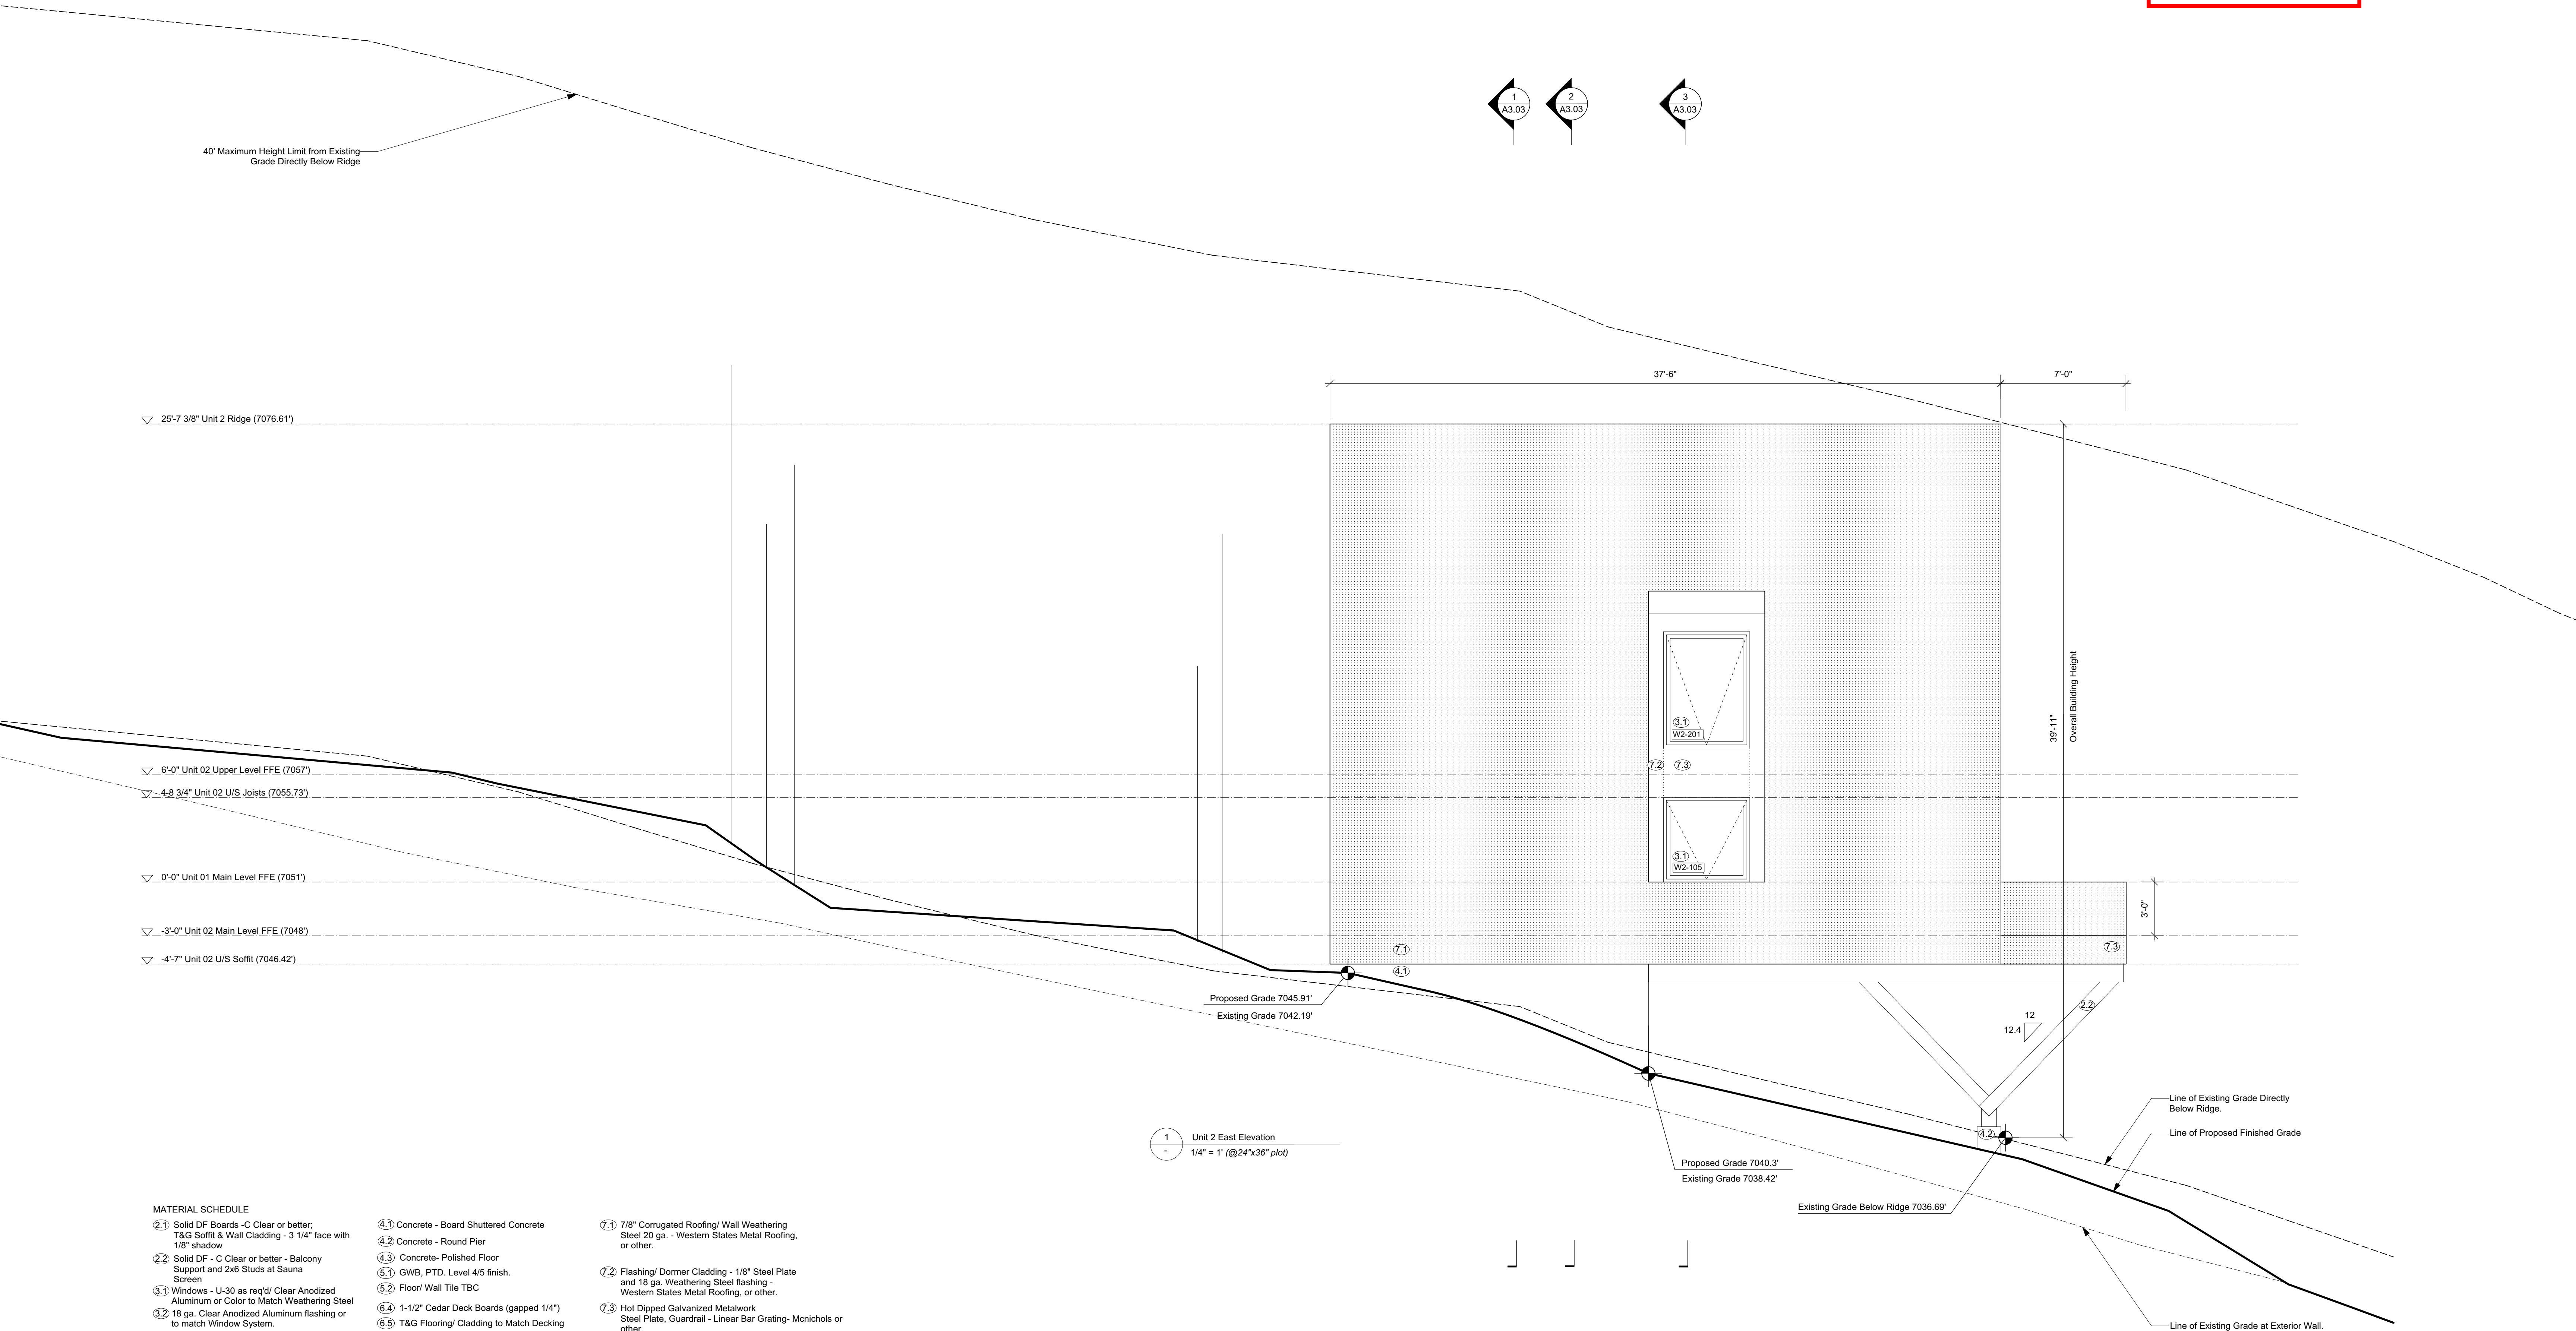 1
A3.03
2
A3.03
3
A3.03
40' Maximum Height Limit from Existing
Grade Directly Below Ridge
37'-6"
7'-0"
25'-7 3/8" Unit 2 Ridge (7076.61')
39'-11"
Overall Building Height
3.1
W2-201
7.2
7.3
6'-0" Unit 02 Upper Level FFE (7057')
4-8 3/4" Unit 02 U/S Joists (7055.73')
3.1
W2-105
0'-0" Unit 01 Main Level FFE (7051')
3'-0"
-3'-0" Unit 02 Main Level FFE (7048')
7.1
7.3
-4'-7" Unit 02 U/S Soffit (7046.42')
4.1
Proposed Grade 7045.91'
Existing Grade 7042.19'
2.2
12
12.4
Line of Existing Grade Directly
Below Ridge.
4.2
Line of Proposed Finished Grade
1
-
Unit 2 East Elevation
1/4" = 1' (@24"x36" plot)
Proposed Grade 7040.3'
Existing Grade 7038.42'
Existing Grade Below Ridge 7036.69'
Line of Existing Grade at Exterior Wall.
MATERIAL SCHEDULE
2.1 Solid DF Boards -C Clear or better;
T&G Soffit & Wall Cladding - 3 1/4" face with
1/8" shadow
2.2 Solid DF - C Clear or better - Balcony
Support and 2x6 Studs at Sauna
Screen
3.1 Windows - U-30 as req'd/ Clear Anodized
Aluminum or Color to Match Weathering Steel
3.2 18 ga. Clear Anodized Aluminum flashing or
to match Window System.
4.1 Concrete - Board Shuttered Concrete
4.2 Concrete - Round Pier
4.3 Concrete- Polished Floor
5.1 GWB, PTD. Level 4/5 finish.
5.2 Floor/ Wall Tile TBC
6.4 1-1/2" Cedar Deck Boards (gapped 1/4")
6.5 T&G Flooring/ Cladding to Match Decking
7.1 7/8" Corrugated Roofing/ Wall Weathering
Steel 20 ga. - Western States Metal Roofing,
or other.
7.2 Flashing/ Dormer Cladding - 1/8" Steel Plate
and 18 ga. Weathering Steel flashing -
Western States Metal Roofing, or other.
7.3 Hot Dipped Galvanized Metalwork
Steel Plate, Guardrail - Linear Bar Grating- Mcnichols or
other